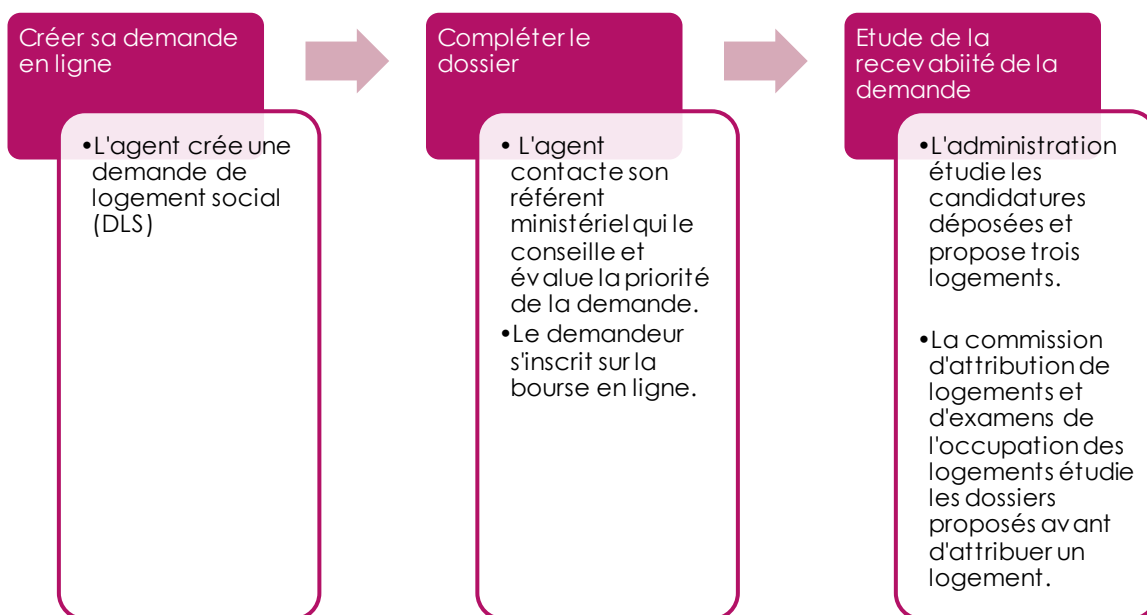 Créer sa demande
en ligne
•L'agent crée une
demande de
logement social
(DLS)
Compléter le
dossier
• L'agent
contacte son
référent
ministériel qui le
conseille et
évalue la priorité
de la demande.
•Le demandeur
s'inscrit sur la
bourse en ligne.
Etude de la
recevabiité de la
demande
•L'administration
étudie les
candidatures
déposées et
propose trois
logements.
•La commission
d'attribution de
logements et
d'examens de
l'occupation des
logements étudie
les dossiers
proposés avant
d'attribuer un
logement.